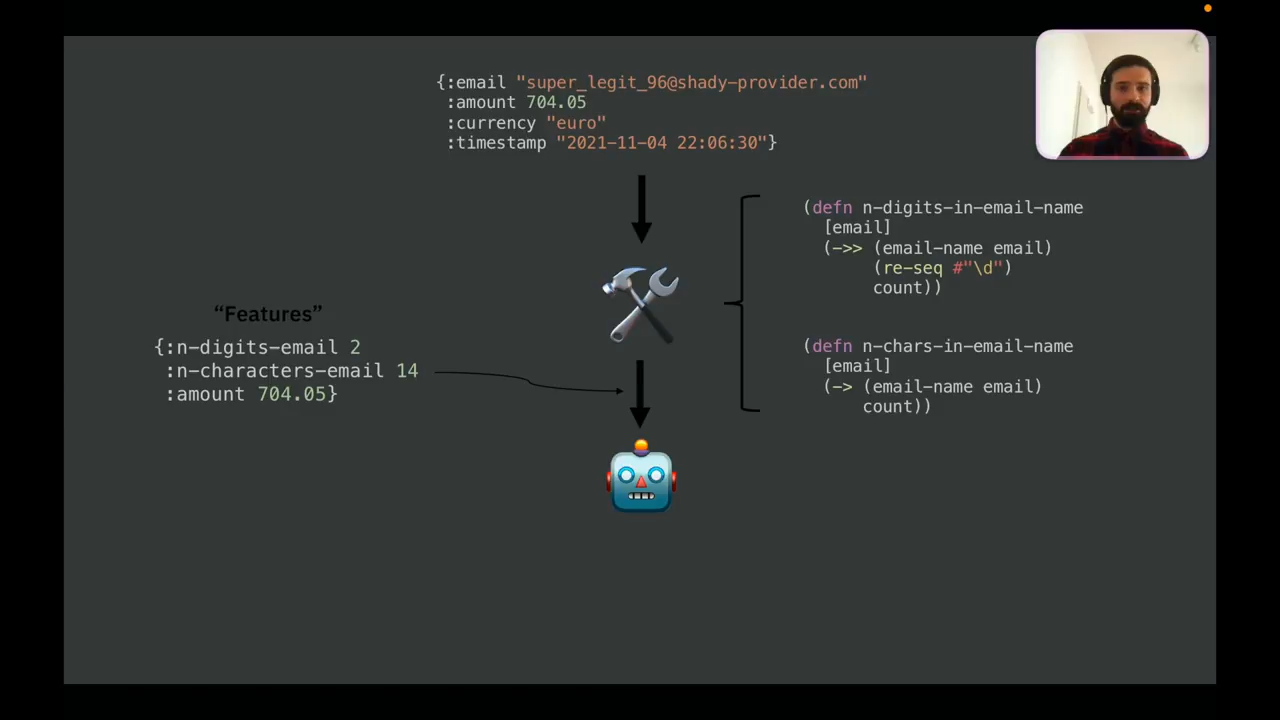 {:email "super_legit_96@shady-provider.com"
:amount 704.05
:currency "euro"
:timestamp "2021-11-04 22:06:30"}
(defn n-digits-in-email-name
[email]
(->> (email-name email)
(re-seq #"\d")
count))
“Features”
{:n-digits-email 2
:n-characters-email 14
:amount 704.05}
(defn n-chars-in-email-name
[email]
(-> (email-name email)
count))